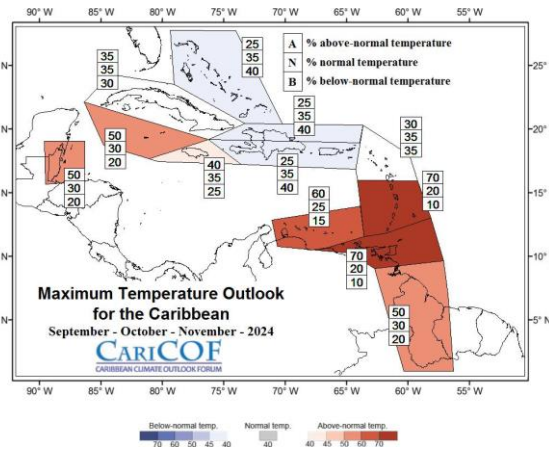 90° W 85° W 80° W 75° W 70° W 65° W 60° W 55° W
25°
N
20°
N
15°
N
10°
N
5°
N
25°
20°
15°
10°
5°
A % above-normal temperature
N % normal temperature
B % below-normal temperature
35
35
30
25
35
40
25
35
40
30
35
35
50
30
20
50
30
20
40
35
25
25
35
40
60
25
15
70
20
10
70
20
10
50
30
20
Maximum Temperature Outlook
for the Caribbean
September - October - November - 2024
CARICOF
CARIBBEAN CLIMATE OUTLOOK FORUM
90° W 85° W 80° W 75° W 70° W 65° W 60° W 55° W
Below-normal temp. Normal temp. Above-normal temp.
70 60 50 45 40 40 40 45 50 60 70